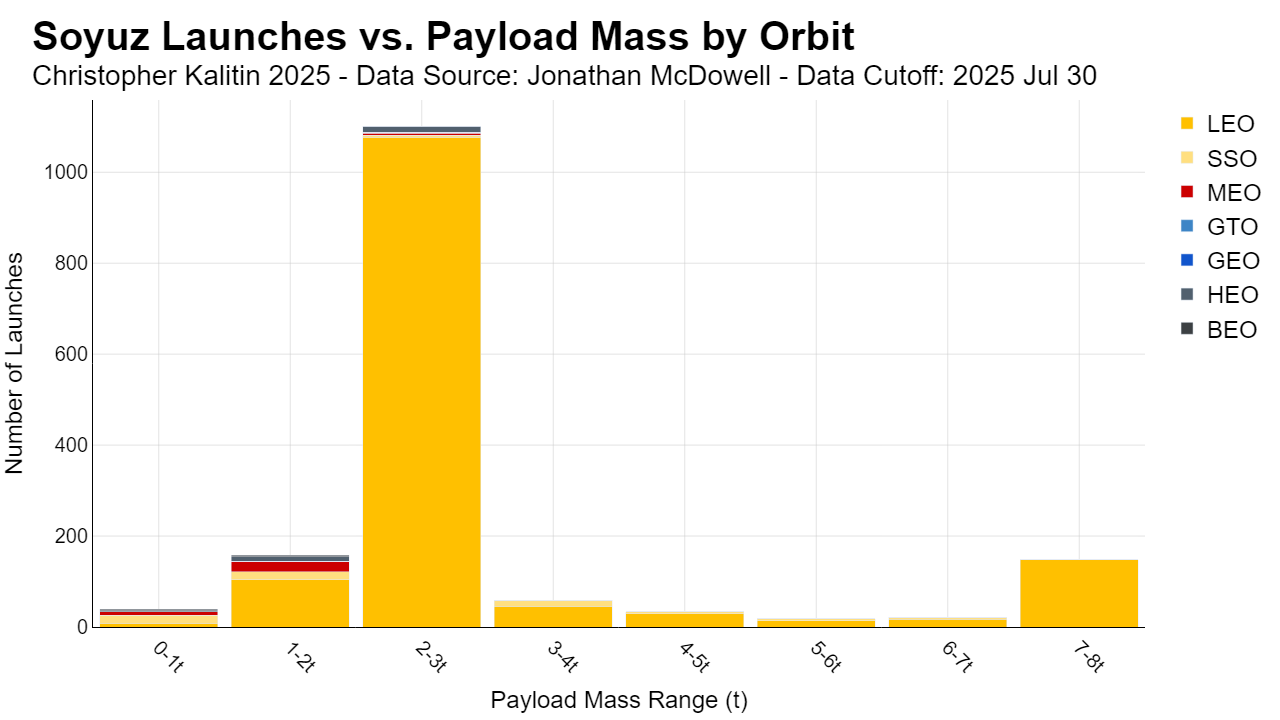 Soyuz Launches vs. Payload Mass by Orbit
Christopher Kalitin 2025 - Data Source: Jonathan McDowell - Data Cutoff: 2025 Jul 30
Number of Launches
1000
800
600
400
200
0
0-1t
1-2t
2-3t
3-4t
4-5t
5-6t
6-7t
7-8t
Payload Mass Range (t)
LEO
SSO
MEO
GTO
GEO
HEO
BEO